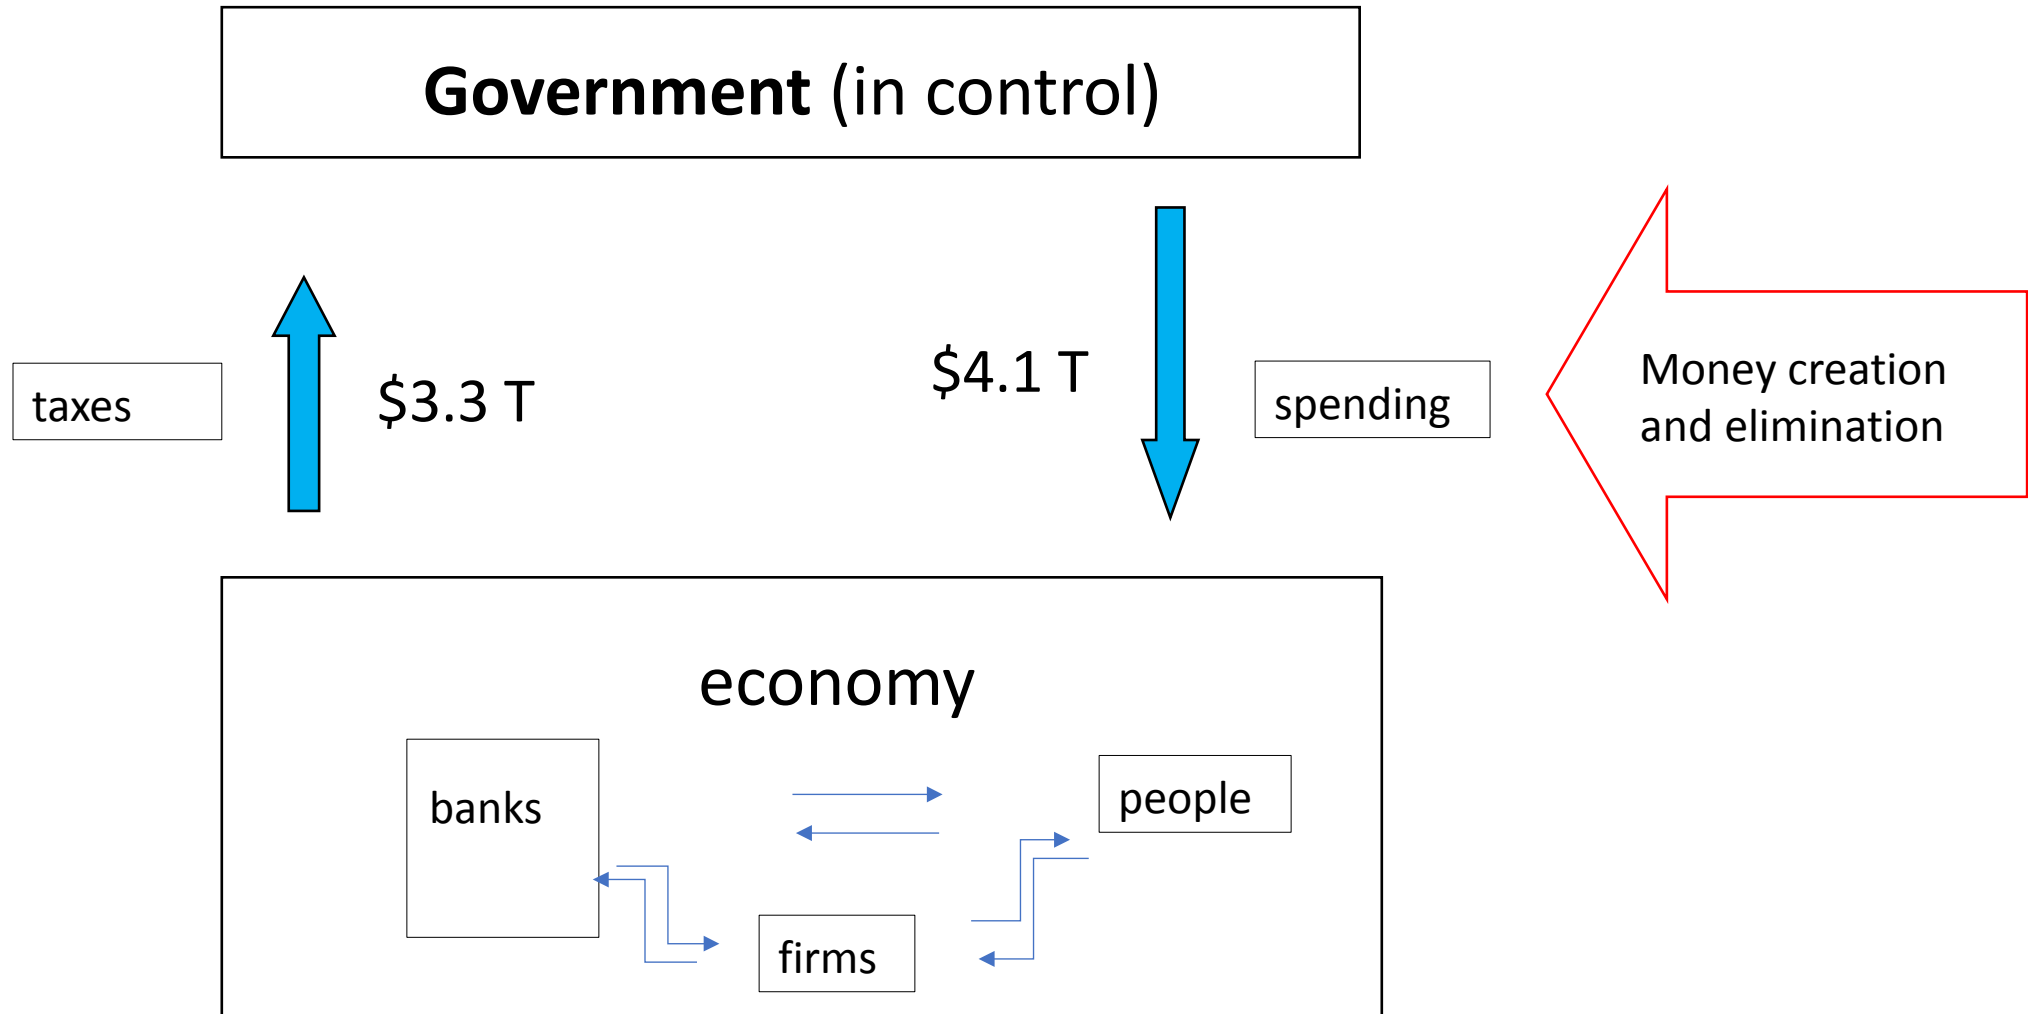 Government (in control)
taxes
$3.3 T
$4.1 T
spending
Money creation
and elimination
economy
banks
people
firms